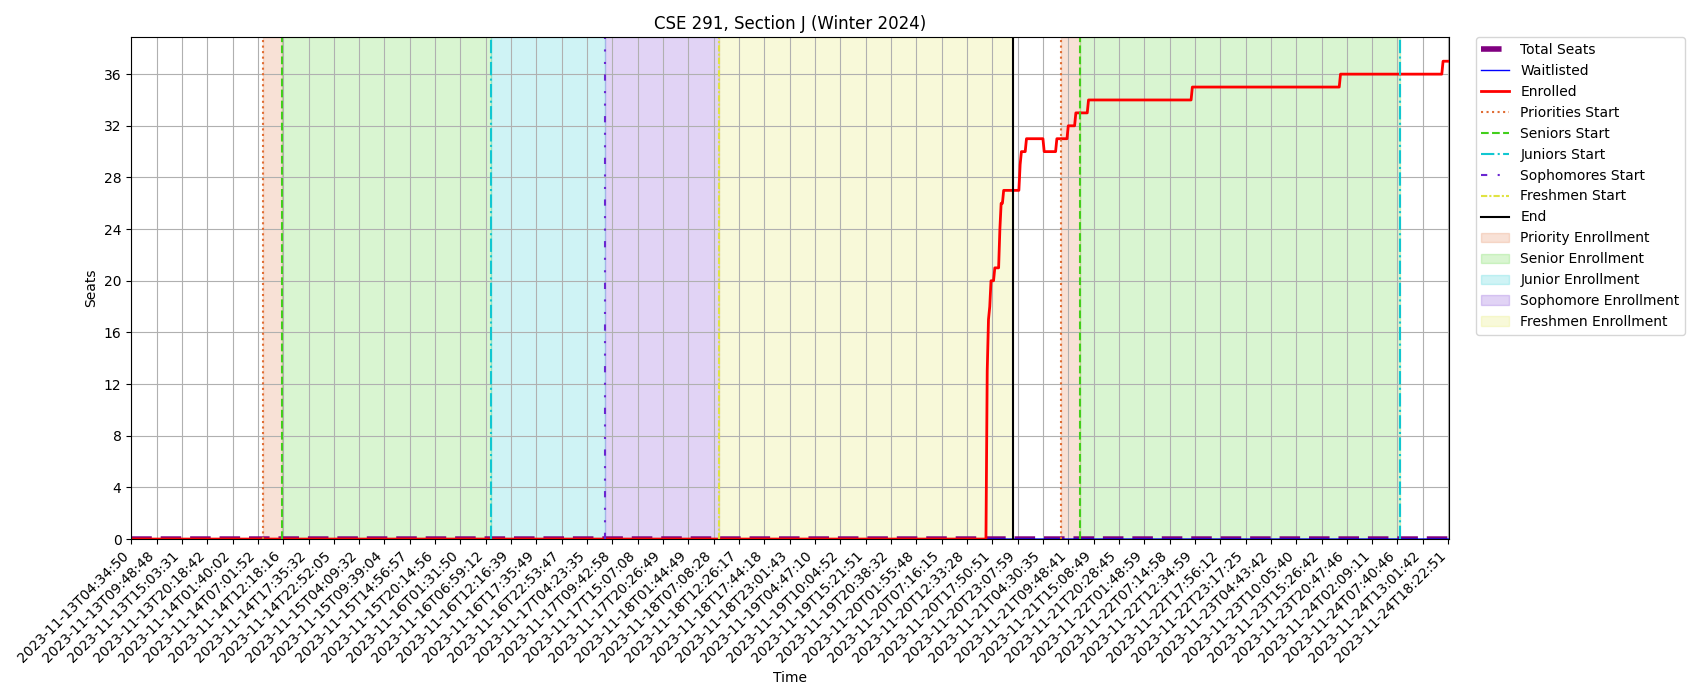 CSE 291, Section J (Winter 2024)
Seats
36
32
28
24
20
16
12
8
4
0
2023-11-13T04:34:50
2023-11-13T09:48:48
2023-11-13T15:03:31
2023-11-13T20:18:42
2023-11-14T01:40:02
2023-11-14T07:01:52
2023-11-14T12:18:16
2023-11-14T17:35:32
2023-11-14T22:52:05
2023-11-15T04:09:32
2023-11-15T09:39:04
2023-11-15T14:56:57
2023-11-15T20:14:56
2023-11-16T01:31:50
2023-11-16T06:59:12
2023-11-16T12:16:39
2023-11-16T17:35:49
2023-11-16T22:53:47
2023-11-17T04:23:35
2023-11-17T09:42:58
2023-11-17T15:07:08
2023-11-17T20:26:49
2023-11-18T01:44:49
2023-11-18T07:08:28
2023-11-18T12:26:17
2023-11-18T17:44:18
2023-11-18T23:01:43
2023-11-19T04:47:10
2023-11-19T10:04:52
2023-11-19T15:21:51
2023-11-19T20:38:32
2023-11-20T01:55:48
2023-11-20T07:16:15
2023-11-20T12:33:28
2023-11-20T17:50:51
2023-11-20T23:07:59
2023-11-21T04:30:35
2023-11-21T09:48:41
2023-11-21T15:08:49
2023-11-21T20:28:45
2023-11-22T01:48:59
2023-11-22T07:14:58
2023-11-22T12:34:59
2023-11-22T17:56:12
2023-11-22T23:17:25
2023-11-23T04:43:42
2023-11-23T10:05:40
2023-11-23T15:26:42
2023-11-23T20:47:46
2023-11-24T02:09:11
2023-11-24T07:40:46
2023-11-24T13:01:42
2023-11-24T18:22:51
Time
Total Seats
Waitlisted
Enrolled
Priorities Start
Seniors Start
Juniors Start
Sophomores Start
Freshmen Start
End
Priority Enrollment
Senior Enrollment
Junior Enrollment
Sophomore Enrollment
Freshmen Enrollment